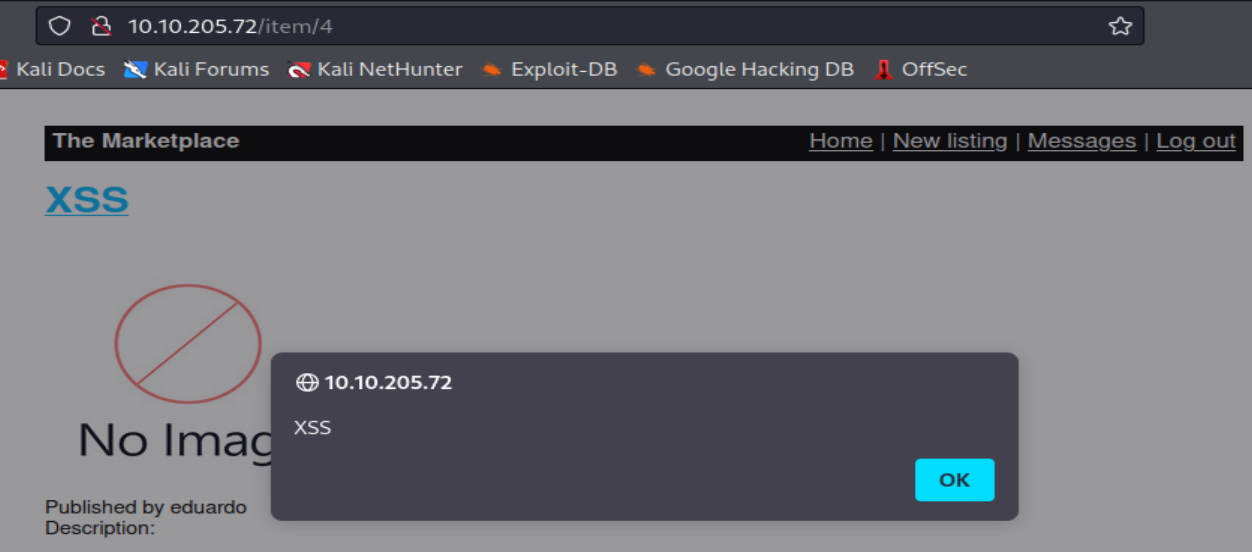 10.10.205.72/item/4
Kali Docs Kali Forums Kali NetHunter Exploit-DB Google Hacking DB OffSec
The Marketplace Home | New listing | Messages | Log out
XSS
10.10.205.72
XSS
No Imag
OK
Published by eduardo
Description: